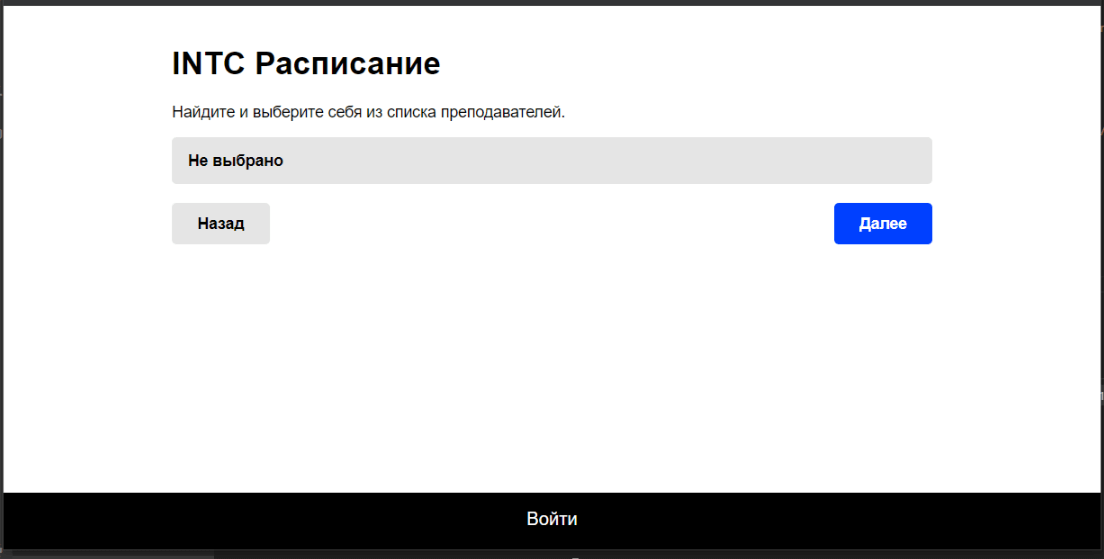 INTC Расписание
Найдите и выберите себя из списка преподавателей.
Не выбрано
Назад
Далее
Войти